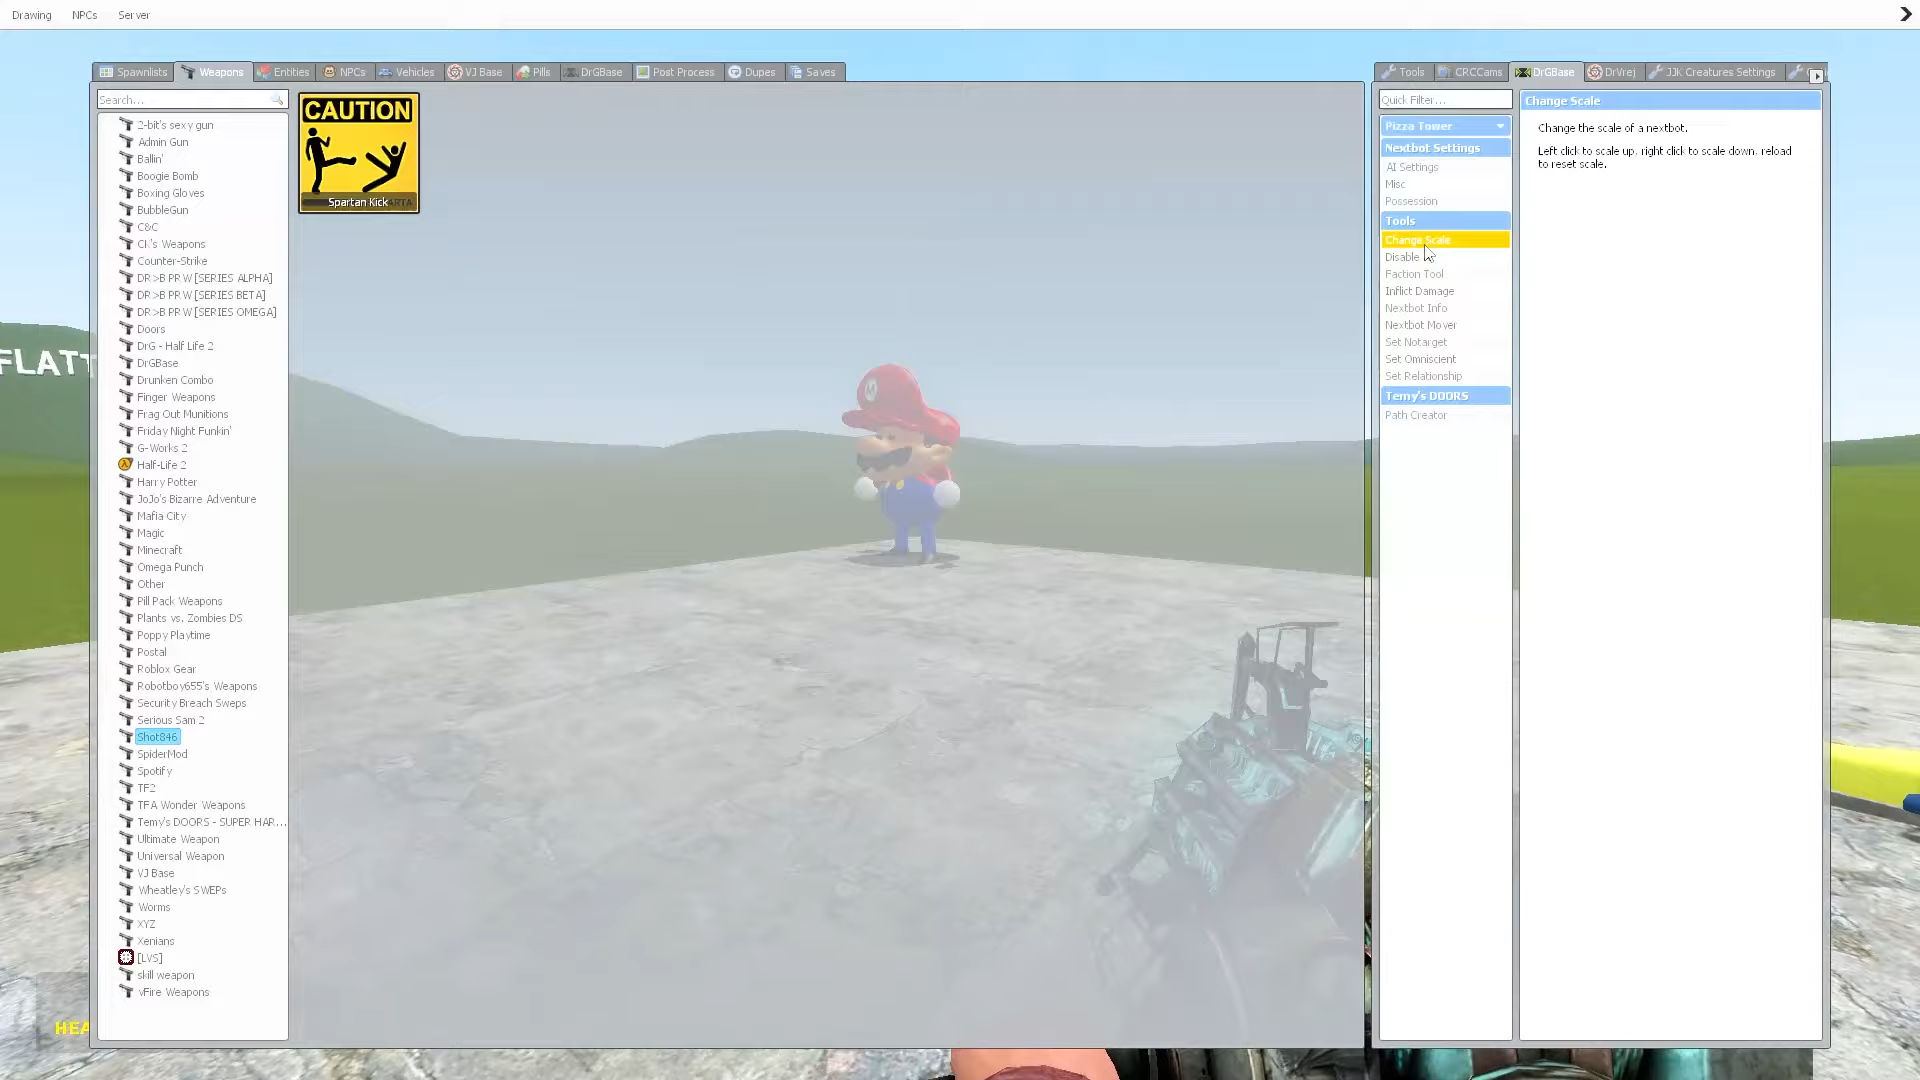 Drawing NPCs Server
Spawnlists Weapons Entities NPCs Vehicles VJ Base Pills DrGBase Post Process Dupes Saves
Tools CRCCams DrGBase DrVrej JJK Creatures Settings
Search...
2-bit's sexy gun
Admin Gun
Ballin'
Boogie Bomb
Boxing Gloves
BubbleGun
C&C
Ck's Weapons
Counter-Strike
DR >B PR W [SERIES ALPHA]
DR >B PR W [SERIES BETA]
DR >B PR W [SERIES OMEGA]
Doors
DrG - Half Life 2
DrGBase
Drunken Combo
Finger Weapons
Frag Out Munitions
Friday Night Funkin'
G-Works 2
Half-Life 2
Harry Potter
JoJo's Bizarre Adventure
Mafia City
Magic
Minecraft
Omega Punch
Other
Pill Pack Weapons
Plants vs. Zombies DS
Poppy Playtime
Postal
Roblox Gear
Robotboy655's Weapons
Security Breach Sweps
Serious Sam 2
Shot846
SpiderMod
Spotify
TF2
TFA Wonder Weapons
Temy's DOORS - SUPER HAR...
Ultimate Weapon
Universal Weapon
VJ Base
Wheatley's SWEPs
Worms
XYZ
Xenians
[LVS]
skill weapon
vFire Weapons
CAUTION
Spartan Kick
FLAT
HEA
Quick Filter...
Pizza Tower
Nextbot Settings
AI Settings
Misc
Possession
Tools
Change Scale
Disable
Faction Tool
Inflict Damage
Nextbot Info
Nextbot Mover
Set Notarget
Set Omniscient
Set Relationship
Temy's DOORS
Path Creator
Change Scale
Change the scale of a nextbot.
Left click to scale up, right click to scale down, reload
to reset scale.